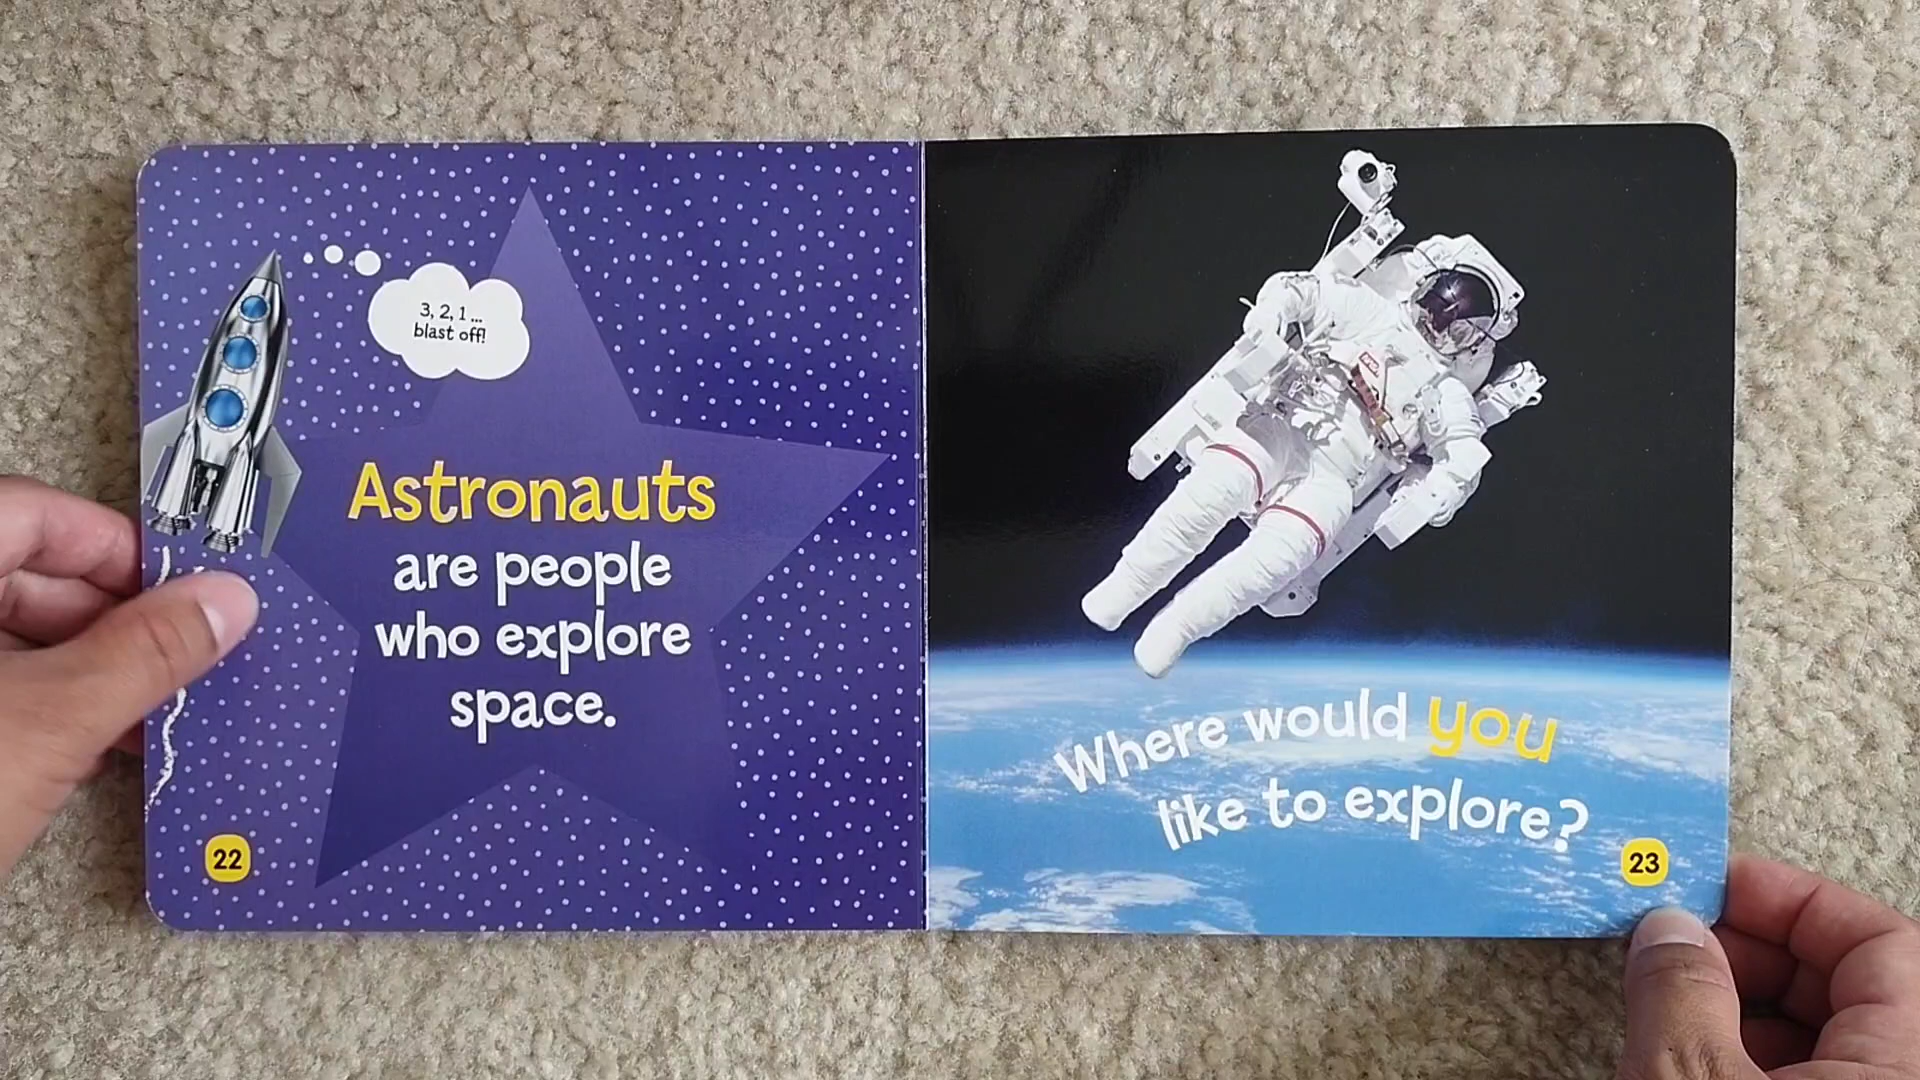 3, 2, 1 ...
blast off!
Astronauts
are people
who explore
space.
22
Where would you
like to explore?
23